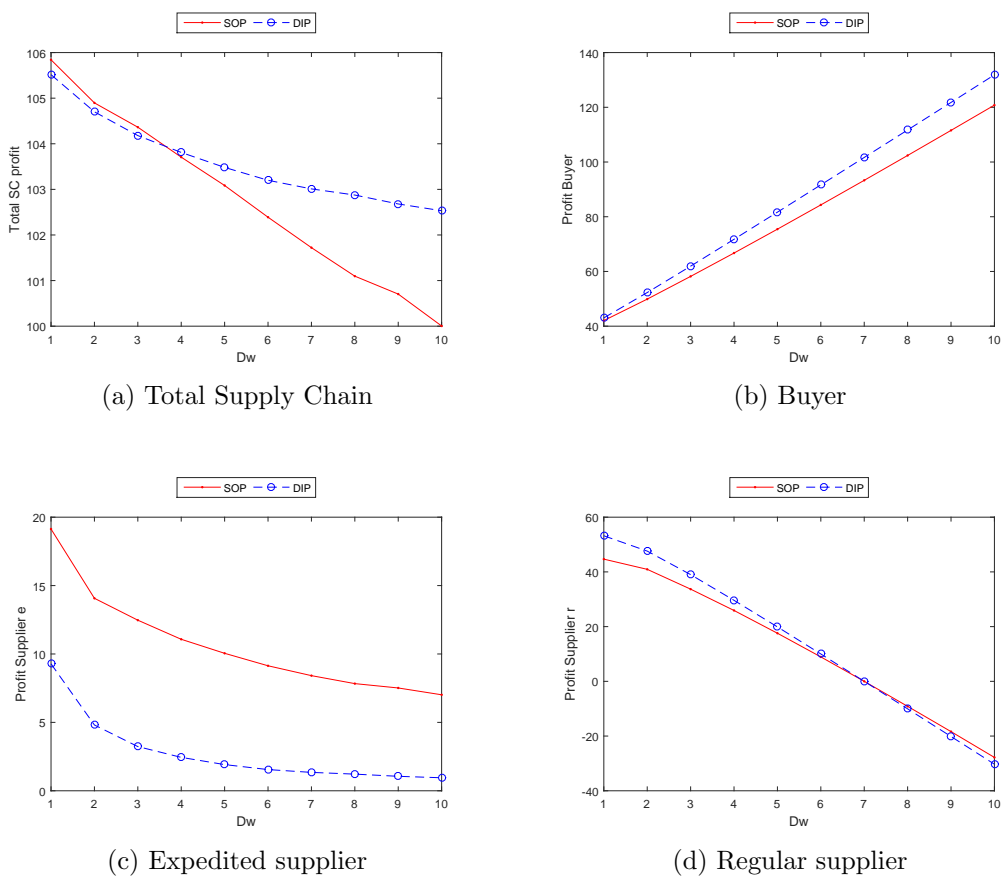 SOP DIP
106
105
104
103
102
101
100
Total SC profit
1 2 3 4 5 6 7 8 9 10
Dw
(a) Total Supply Chain
SOP DIP
140
120
100
80
60
40
Profit Buyer
1 2 3 4 5 6 7 8 9 10
Dw
(b) Buyer
SOP DIP
20
15
10
5
0
Profit Supplier e
1 2 3 4 5 6 7 8 9 10
Dw
(c) Expedited supplier
SOP DIP
60
40
20
0
-20
-40
Profit Supplier r
1 2 3 4 5 6 7 8 9 10
Dw
(d) Regular supplier